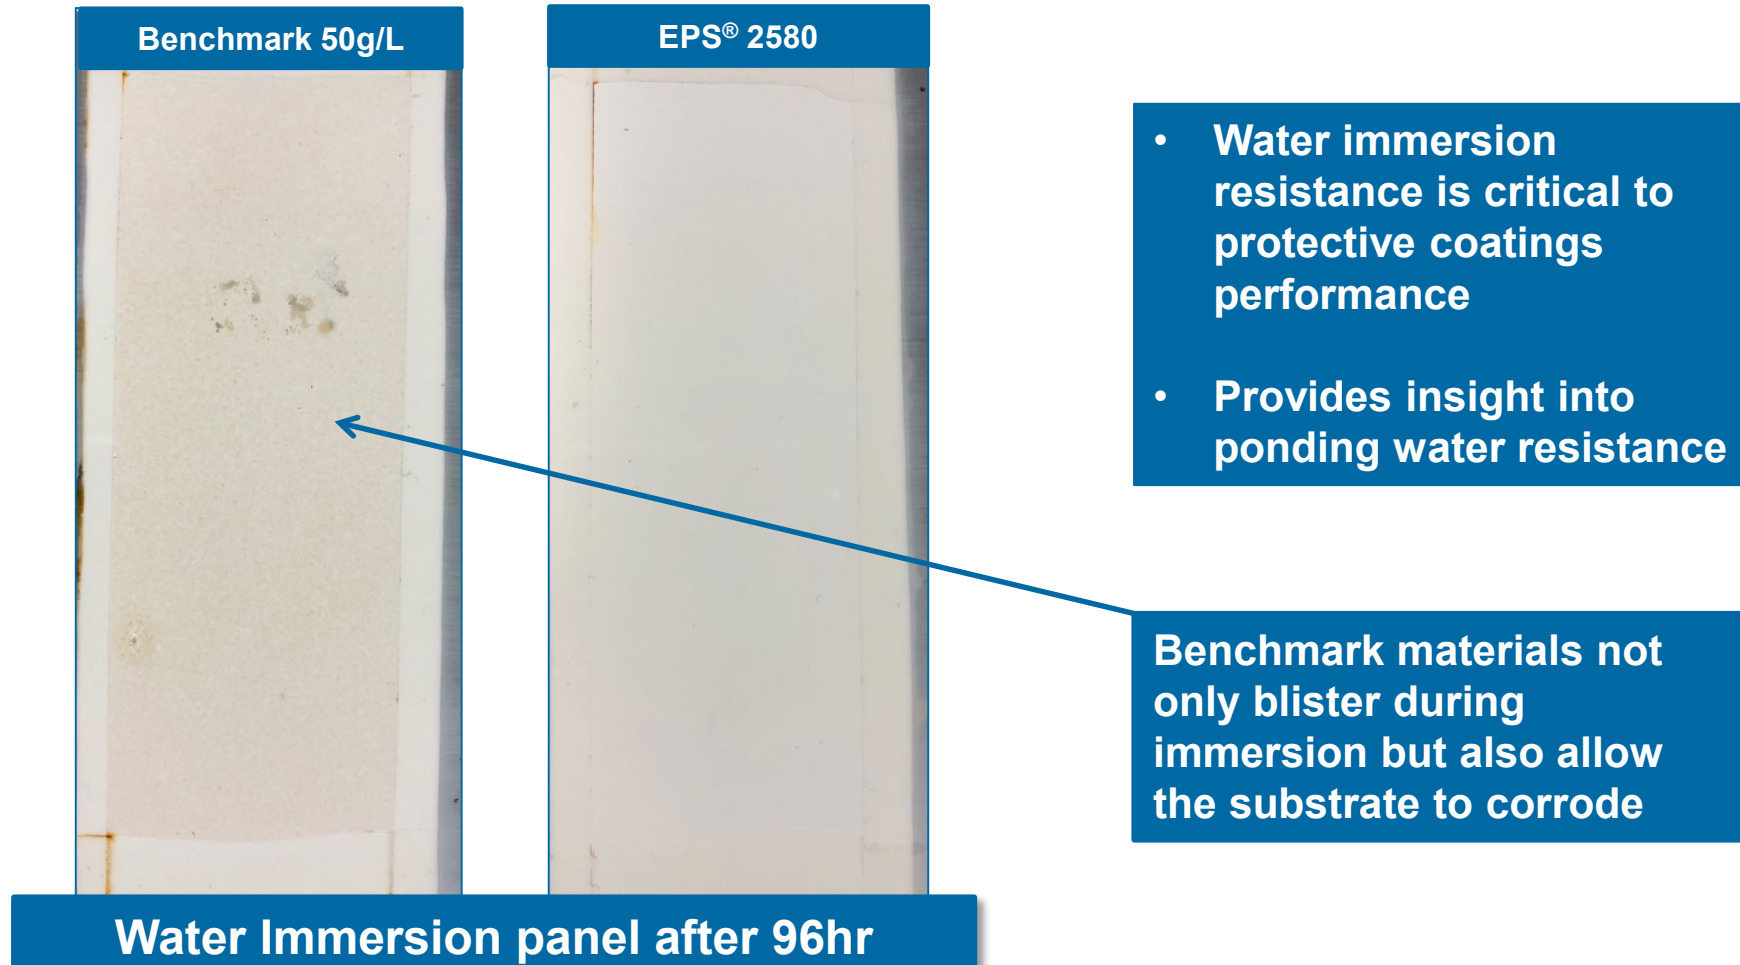 Benchmark 50g/L
EPS® 2580
• Water immersion
resistance is critical to
protective coatings
performance
• Provides insight into
ponding water resistance
Benchmark materials not
only blister during
immersion but also allow
the substrate to corrode
Water Immersion panel after 96hr